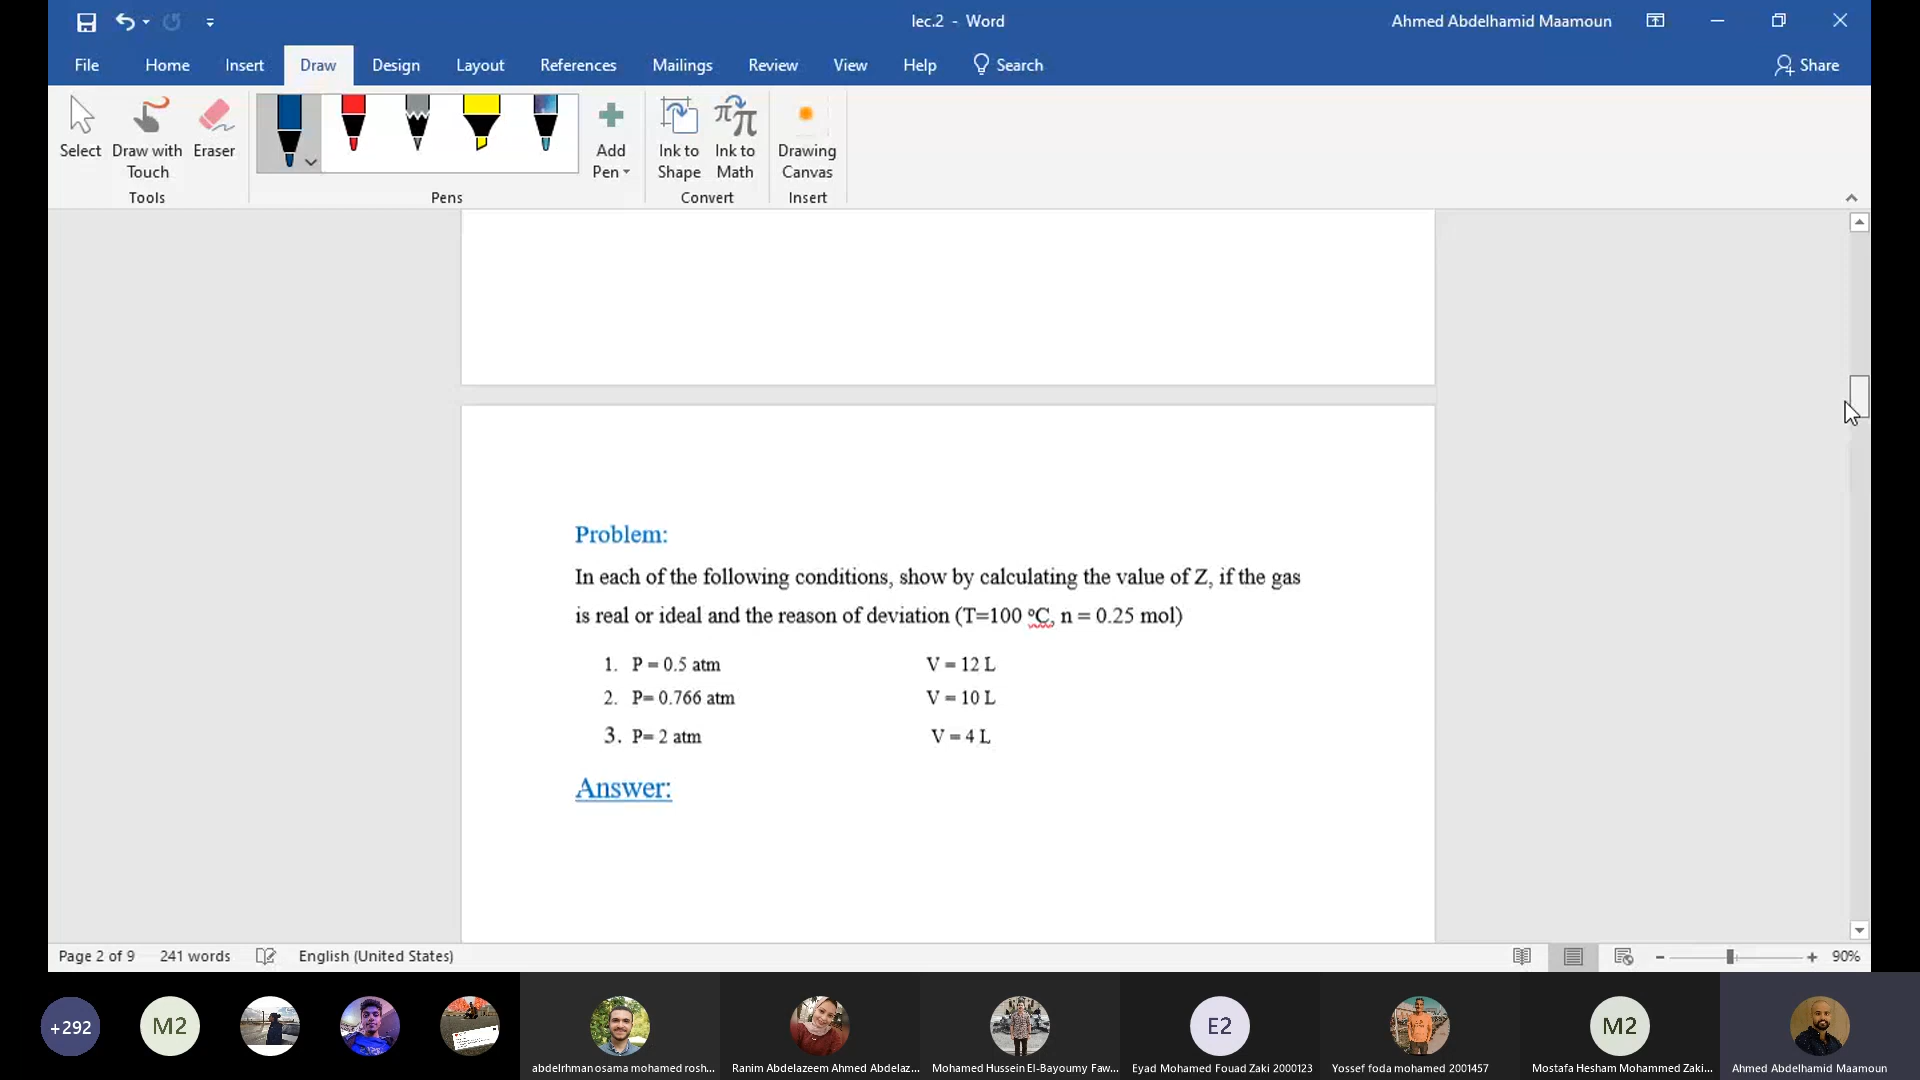 lec.2 - Word
Ahmed Abdelhamid Maamoun
File Home Insert Draw Design Layout References Mailings Review View Help Search Share
Select
Draw with Touch
Eraser
Tools
Pens
Add Pen
Ink to Shape
Ink to Math
Convert
Drawing Canvas
Insert
Problem:
In each of the following conditions, show by calculating the value of Z, if the gas
is real or ideal and the reason of deviation (T=100 °C, n = 0.25 mol)
1. P = 0.5 atm V = 12 L
2. P= 0.766 atm V = 10 L
3. P= 2 atm V = 4 L
Answer:
Page 2 of 9 241 words English (United States) 90%
+292
M2
E2
M2
abdelrhman osama mohamed rosh...
Ranim Abdelazeem Ahmed Abdelaz...
Mohamed Hussein El-Bayoumy Faw...
Eyad Mohamed Fouad Zaki 2000123
Yossef foda mohamed 2001457
Mostafa Hesham Mohammed Zaki...
Ahmed Abdelhamid Maamoun